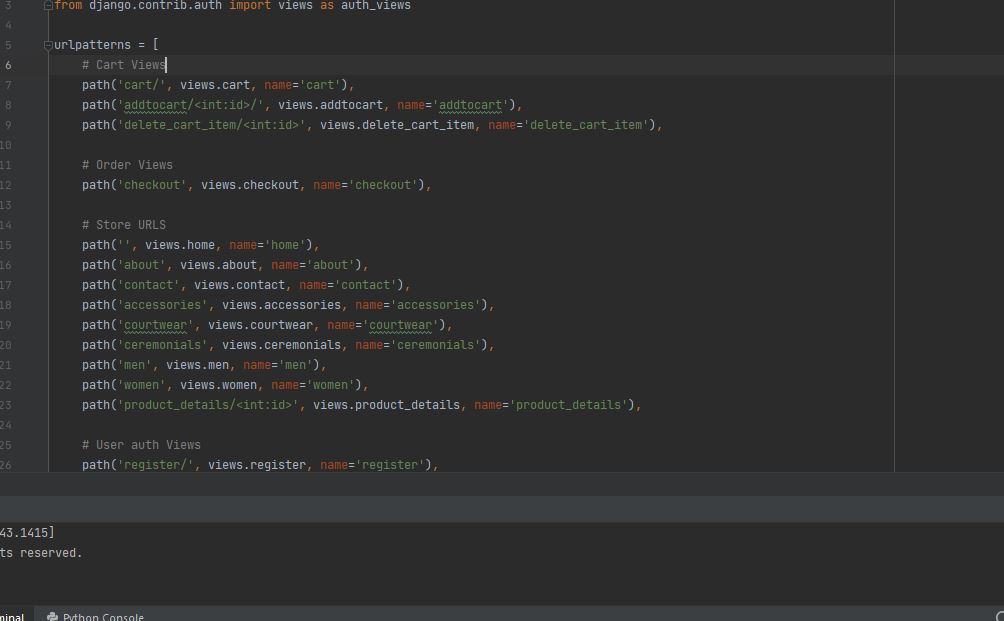 3 from django.contrib.auth import views as auth_views
4
5 urlpatterns = [
6 # Cart Views
7 path('cart/', views.cart, name='cart'),
8 path('addtocart/<int:id>/', views.addtocart, name='addtocart'),
9 path('delete_cart_item/<int:id>', views.delete_cart_item, name='delete_cart_item'),
10
11 # Order Views
12 path('checkout', views.checkout, name='checkout'),
13
14 # Store URLS
15 path('', views.home, name='home'),
16 path('about', views.about, name='about'),
17 path('contact', views.contact, name='contact'),
18 path('accessories', views.accessories, name='accessories'),
19 path('courtwear', views.courtwear, name='courtwear'),
20 path('ceremonials', views.ceremonials, name='ceremonials'),
21 path('men', views.men, name='men'),
22 path('women', views.women, name='women'),
23 path('product_details/<int:id>', views.product_details, name='product_details'),
24
25 # User auth Views
26 path('register/', views.register, name='register'),
43.1415]
ts reserved.
minal Python Console